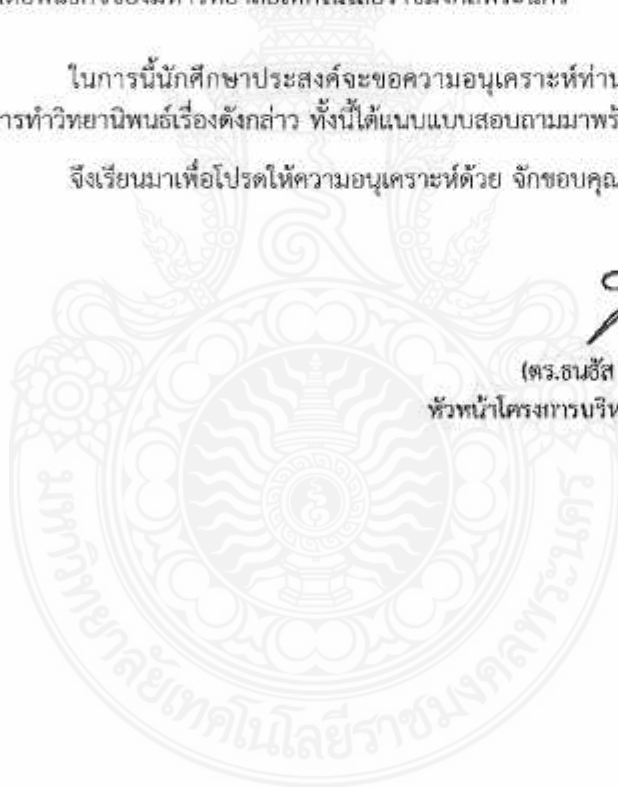 ในการนี้นักศึกษาประสงค์จะขอความอนุเคราะห์ท่าน
การทำวิทยานิพนธ์เรื่องดังกล่าว ทั้งนี้ได้แนบแบบสอบถามมาพร้
จึงเรียนมาเพื่อโปรดให้ความอนุเคราะห์ด้วย จักขอบคุณ
(ดร.ธนธัส
หัวหน้าโครงการบริห
มหาวิทยาลัยเทคโนโลยีราชมงคลพระนคร